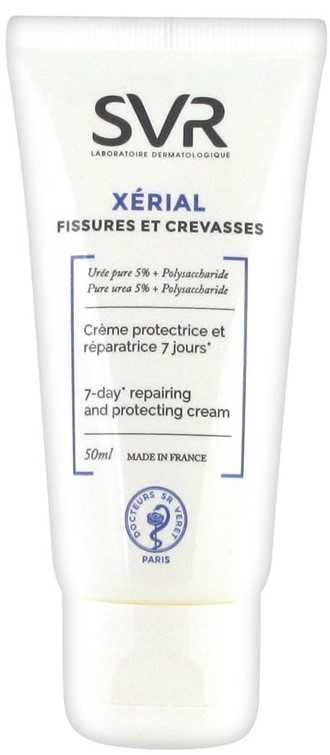 SVR
LABORATOIRE DERMATOLOGIQUE
XÉRIAL
FISSURES ET CREVASSES
Urée pure 5% + Polysaccharide
Pure urea 5% + Polysaccharide
Crème protectrice et
réparatrice 7 jours*
7-day* repairing
and protecting cream
50ml MADE IN FRANCE
DOCTEURS SR VERET
PARIS